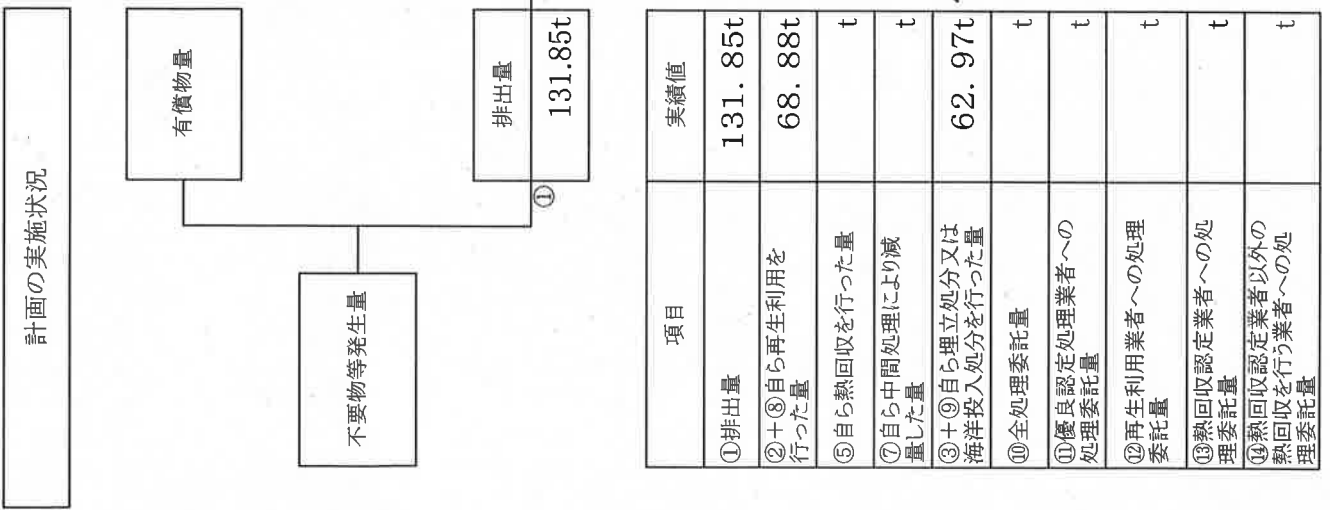 計画の実施状況
有償物量
不要物等発生量
排出量
131.85t
①
項目
実績値
①排出量
131.85t
②+⑧自ら再生利用を
行った量
68.88t
⑤自ら熱回収を行った量
t
⑦自ら中間処理により減
量した量
t
③+⑨自ら埋立処分又は
海洋投入処分を行った量
62.97t
⑩全処理委託量
t
⑪優良認定処理業者への
処理委託量
t
⑫再生利用業者への処理
委託量
t
⑬熱回収認定業者への処
理委託量
t
⑭熱回収認定業者以外の
熱回収を行う業者への処
理委託量
t